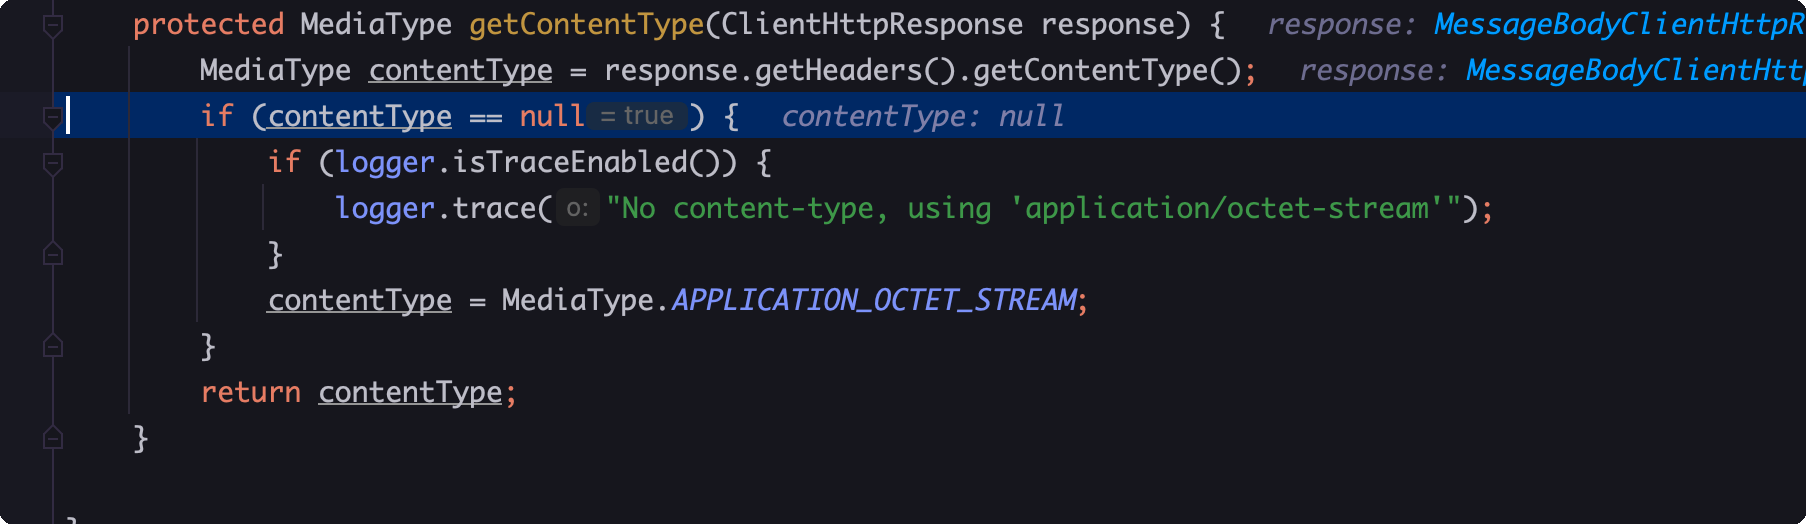 protected MediaType getContentType(ClientHttpResponse response) {  response: MessageBodyClientHttpR
MediaType contentType = response.getHeaders().getContentType();  response: MessageBodyClientHtt
if (contentType == null = true ) {  contentType: null
if (logger.isTraceEnabled()) {
logger.trace( o: "No content-type, using 'application/octet-stream'");
}
contentType = MediaType.APPLICATION_OCTET_STREAM;
}
return contentType;
}